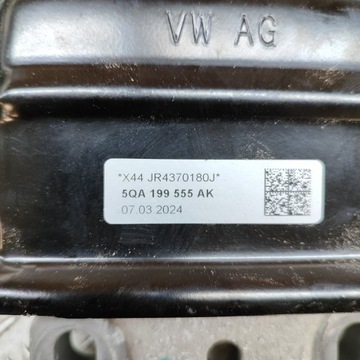 VW AG
*X44 JR4370180J*
5QA 199 555 AK
07.03.2024